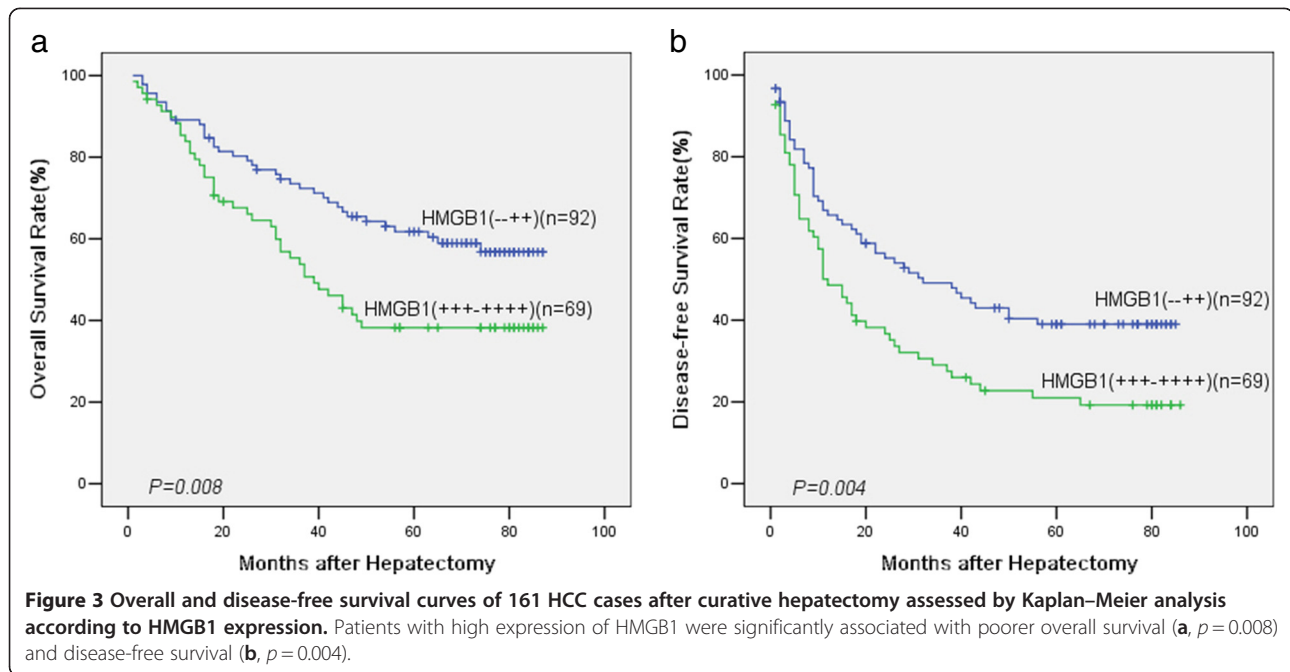 a
Overall Survival Rate(%)
100
80
60
40
20
0
HMGB1(--++)(n=92)
HMGB1(+++-++++)(n=69)
P=0.008
0 20 40 60 80 100
Months after Hepatectomy
b
Disease-free Survival Rate(%)
100
80
60
40
20
0
HMGB1(--++)(n=92)
HMGB1(+++-++++)(n=69)
P=0.004
0 20 40 60 80 100
Months after Hepatectomy
Figure 3 Overall and disease-free survival curves of 161 HCC cases after curative hepatectomy assessed by Kaplan–Meier analysis
according to HMGB1 expression. Patients with high expression of HMGB1 were significantly associated with poorer overall survival (a, p = 0.008)
and disease-free survival (b, p = 0.004).